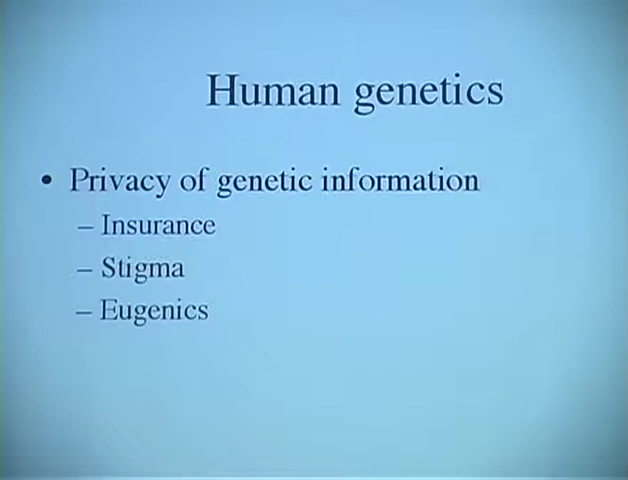 Human genetics
• Privacy of genetic information
– Insurance
– Stigma
– Eugenics